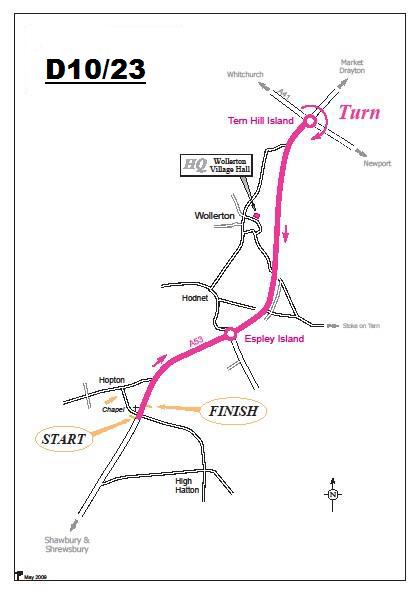 D10/23
Market
Drayton
Whitchurch
A41
Turn
Tern Hill Island
Newport
HQ Wollerton
Village Hall
Wollerton
Hodnet
Stoke on Tern
Espley Island
A53
Hopton
Chapel
FINISH
START
High
Hatton
N
Shawbury &
Shrewsbury
May 2009